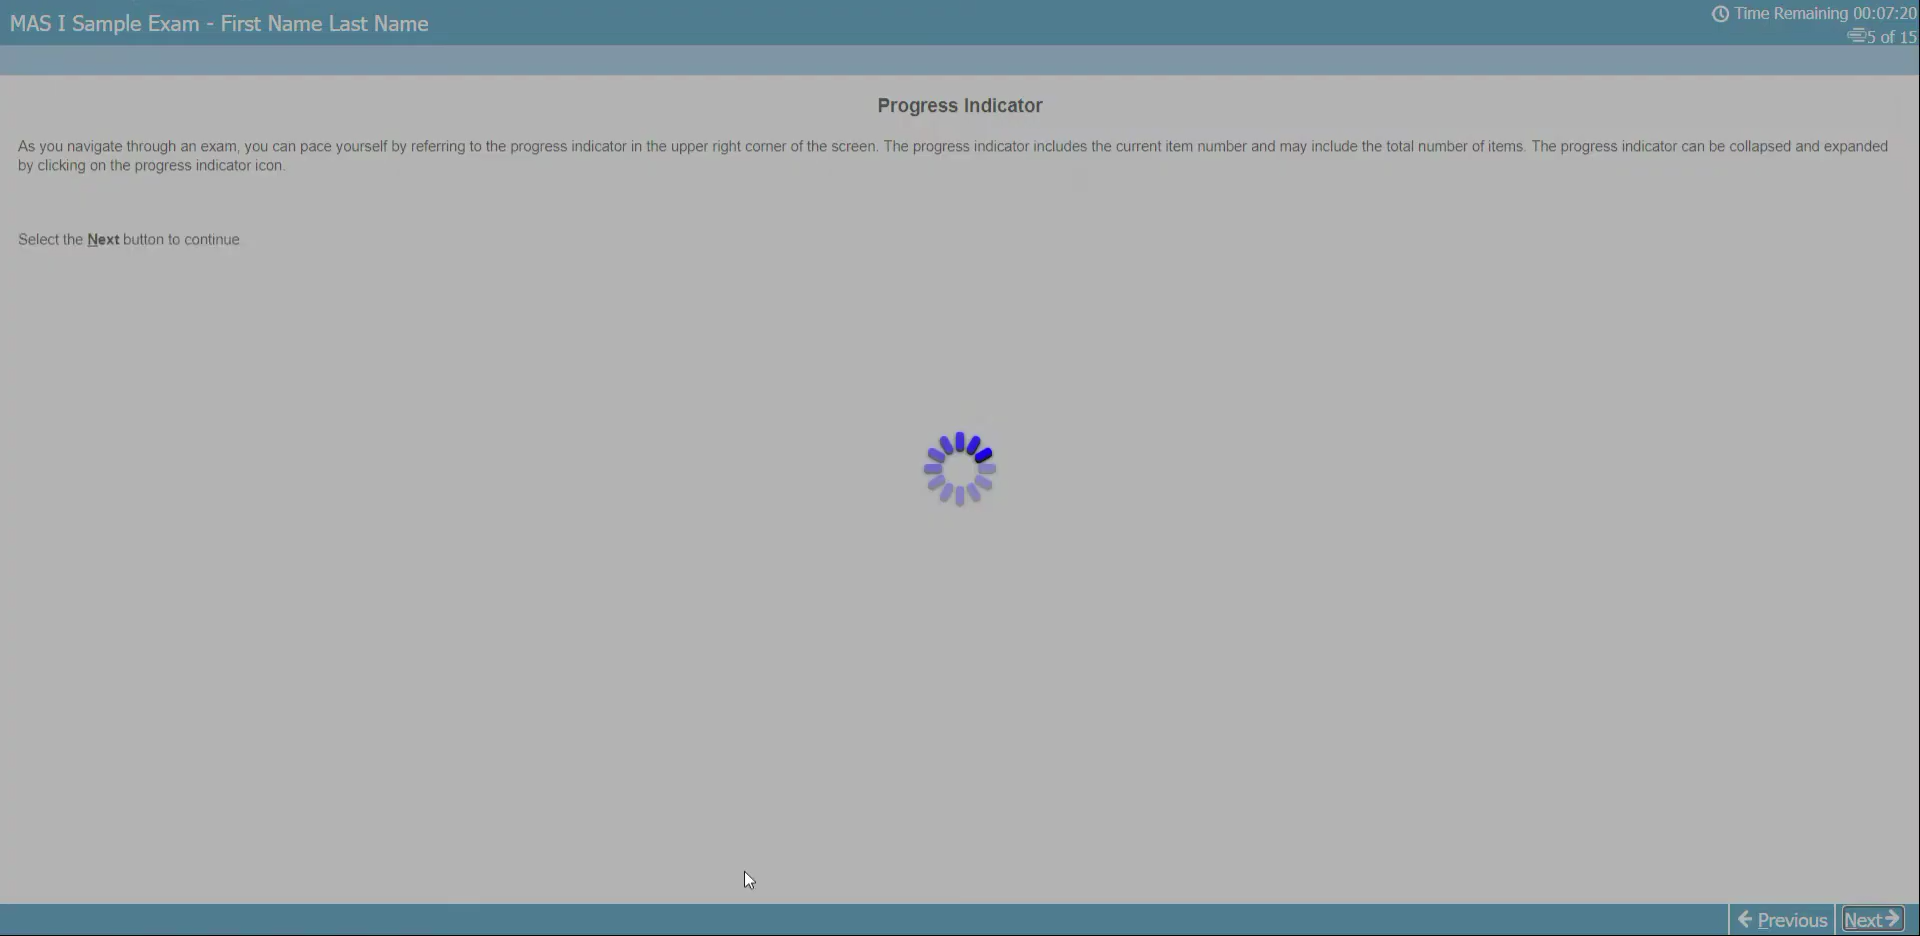 MAS I Sample Exam - First Name Last Name
Time Remaining 00:07:20
5 of 15
Progress Indicator
As you navigate through an exam, you can pace yourself by referring to the progress indicator in the upper right corner of the screen. The progress indicator includes the current item number and may include the total number of items. The progress indicator can be collapsed and expanded
by clicking on the progress indicator icon.
Select the Next button to continue
Previous
Next